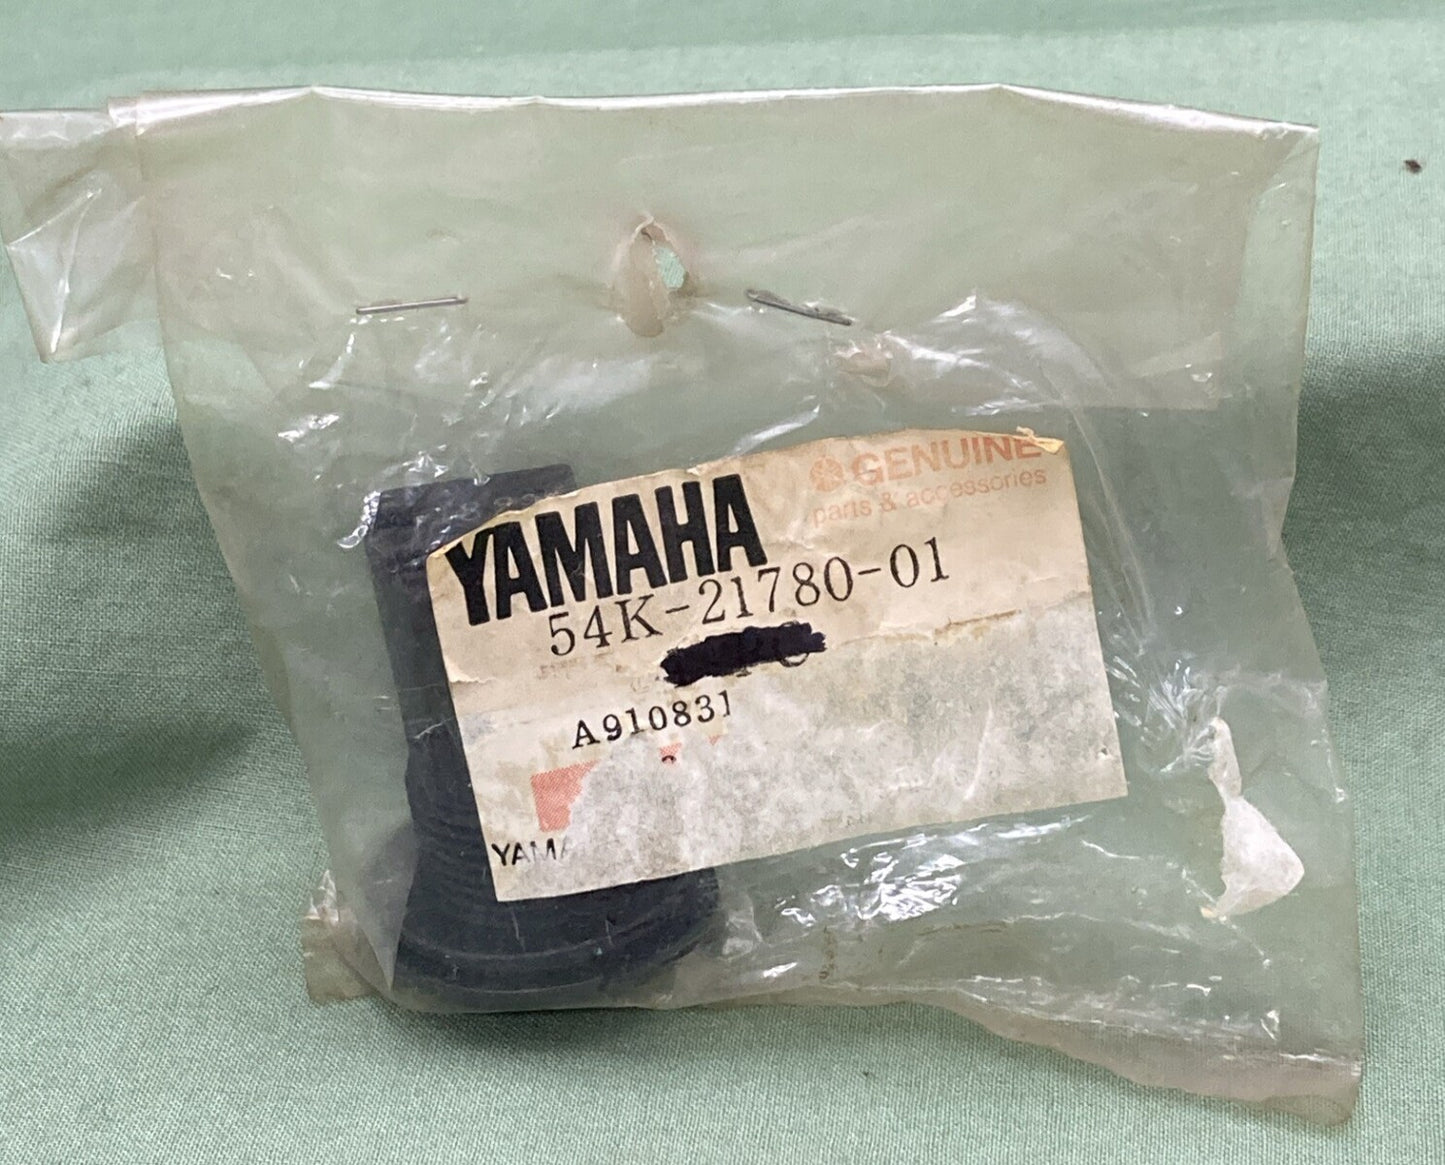 GENUINE
parts & accessories
YAMAHA
54K-21780-01
A910831
YAMA